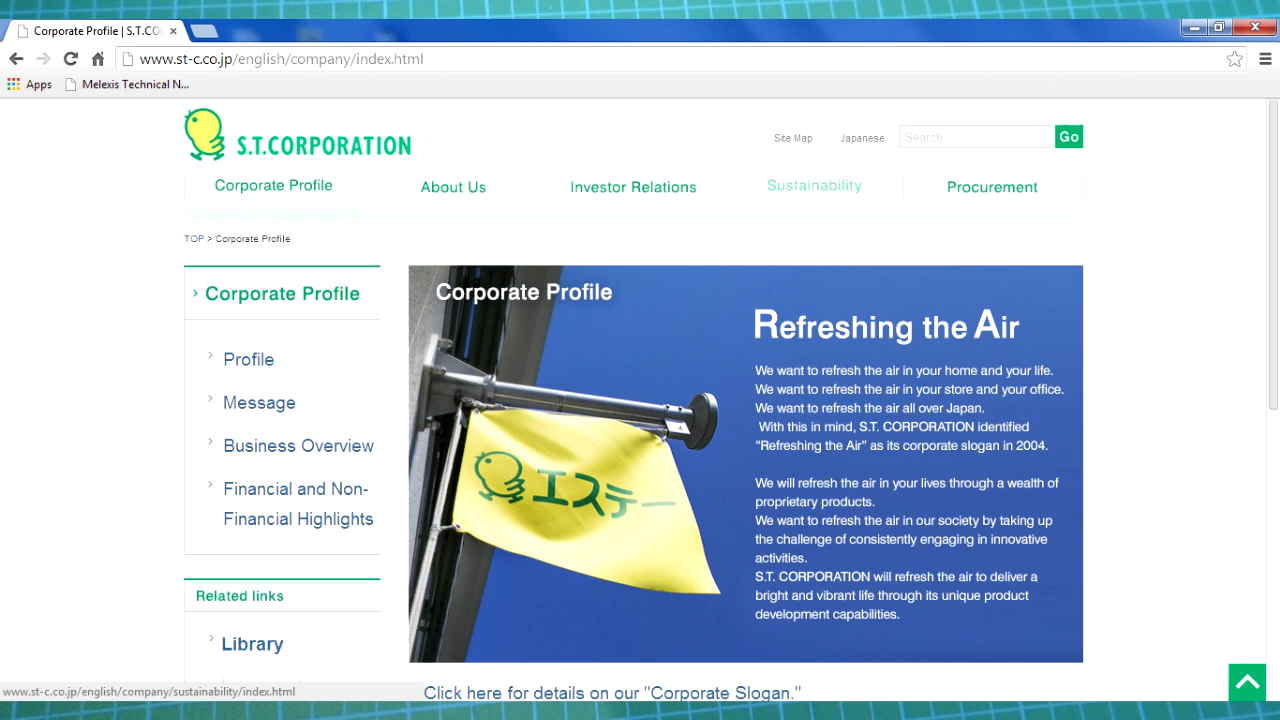 Corporate Profile | S.T.CO
www.st-c.co.jp/english/company/index.html
Apps Melexis Technical N...
S.T.CORPORATION
Site Map Japanese Search Go
Corporate Profile About Us Investor Relations Sustainability Procurement
TOP > Corporate Profile
Corporate Profile
Profile
Message
Business Overview
Financial and Non-
Financial Highlights
Related links
Library
Corporate Profile
Refreshing the Air
We want to refresh the air in your home and your life.
We want to refresh the air in your store and your office.
We want to refresh the air all over Japan.
With this in mind, S.T. CORPORATION identified
"Refreshing the Air" as its corporate slogan in 2004.
We will refresh the air in your lives through a wealth of
proprietary products.
We want to refresh the air in our society by taking up
the challenge of consistently engaging in innovative
activities.
S.T. CORPORATION will refresh the air to deliver a
bright and vibrant life through its unique product
development capabilities.
エステー
Click here for details on our "Corporate Slogan."
www.st-c.co.jp/english/company/sustainability/index.html